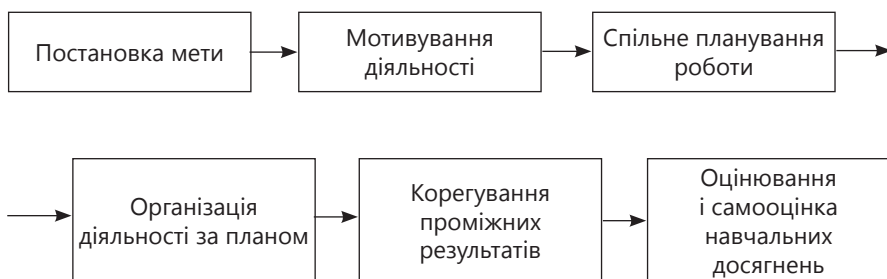 Постановка мети
Мотивування
діяльності
Спільне планування
роботи
Організація
діяльності за планом
Корегування
проміжних
результатів
Оцінювання
і самооцінка
навчальних
досягнень